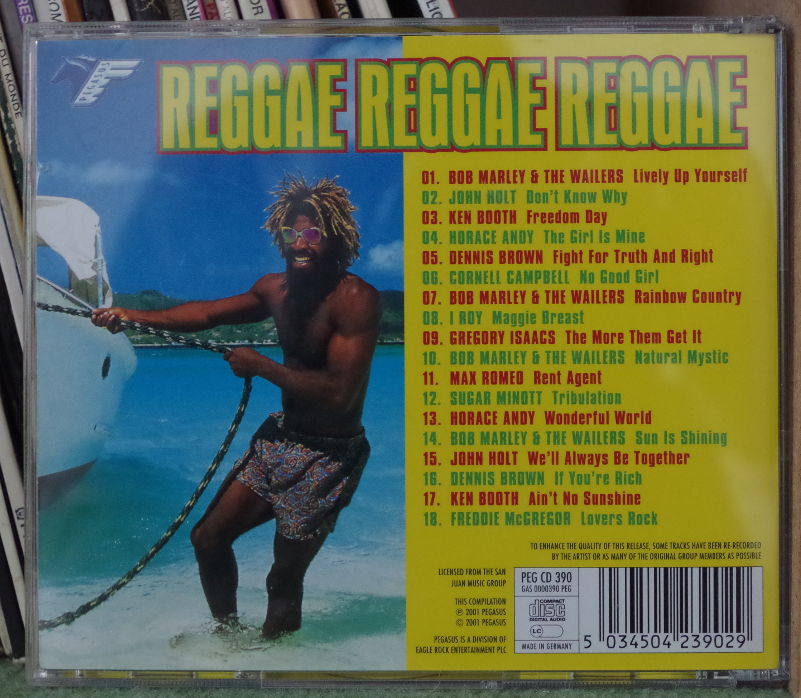 DU MONDE
PEGASUS
REGGAE REGGAE REGGAE
01. BOB MARLEY & THE WAILERS Lively Up Yourself
02. JOHN HOLT Don't Know Why
03. KEN BOOTH Freedom Day
04. HORACE ANDY The Girl Is Mine
05. DENNIS BROWN Fight For Truth And Right
06. CORNELL CAMPBELL No Good Girl
07. BOB MARLEY & THE WAILERS Rainbow Country
08. I ROY Maggie Breast
09. GREGORY ISAACS The More Them Get It
10. BOB MARLEY & THE WAILERS Natural Mystic
11. MAX ROMEO Rent Agent
12. SUGAR MINOTT Tribulation
13. HORACE ANDY Wonderful World
14. BOB MARLEY & THE WAILERS Sun Is Shining
15. JOHN HOLT We'll Always Be Together
16. DENNIS BROWN If You're Rich
17. KEN BOOTH Ain't No Sunshine
18. FREDDIE McGREGOR Lovers Rock
TO ENHANCE THE QUALITY OF THIS RELEASE, SOME TRACKS HAVE BEEN RE-RECORDED
BY THE ARTIST OR AS MANY OF THE ORIGINAL GROUP MEMBERS AS POSSIBLE
LICENSED FROM THE SAN
JUAN MUSIC GROUP
THIS COMPILATION
℗ 2001 PEGASUS
© 2001 PEGASUS
PEGASUS IS A DIVISION OF
EAGLE ROCK ENTERTAINMENT PLC
PEG CD 390
GAS 0000390 PEG
COMPACT
disc
DIGITAL AUDIO
LC
MADE IN GERMANY
5 034504 239029